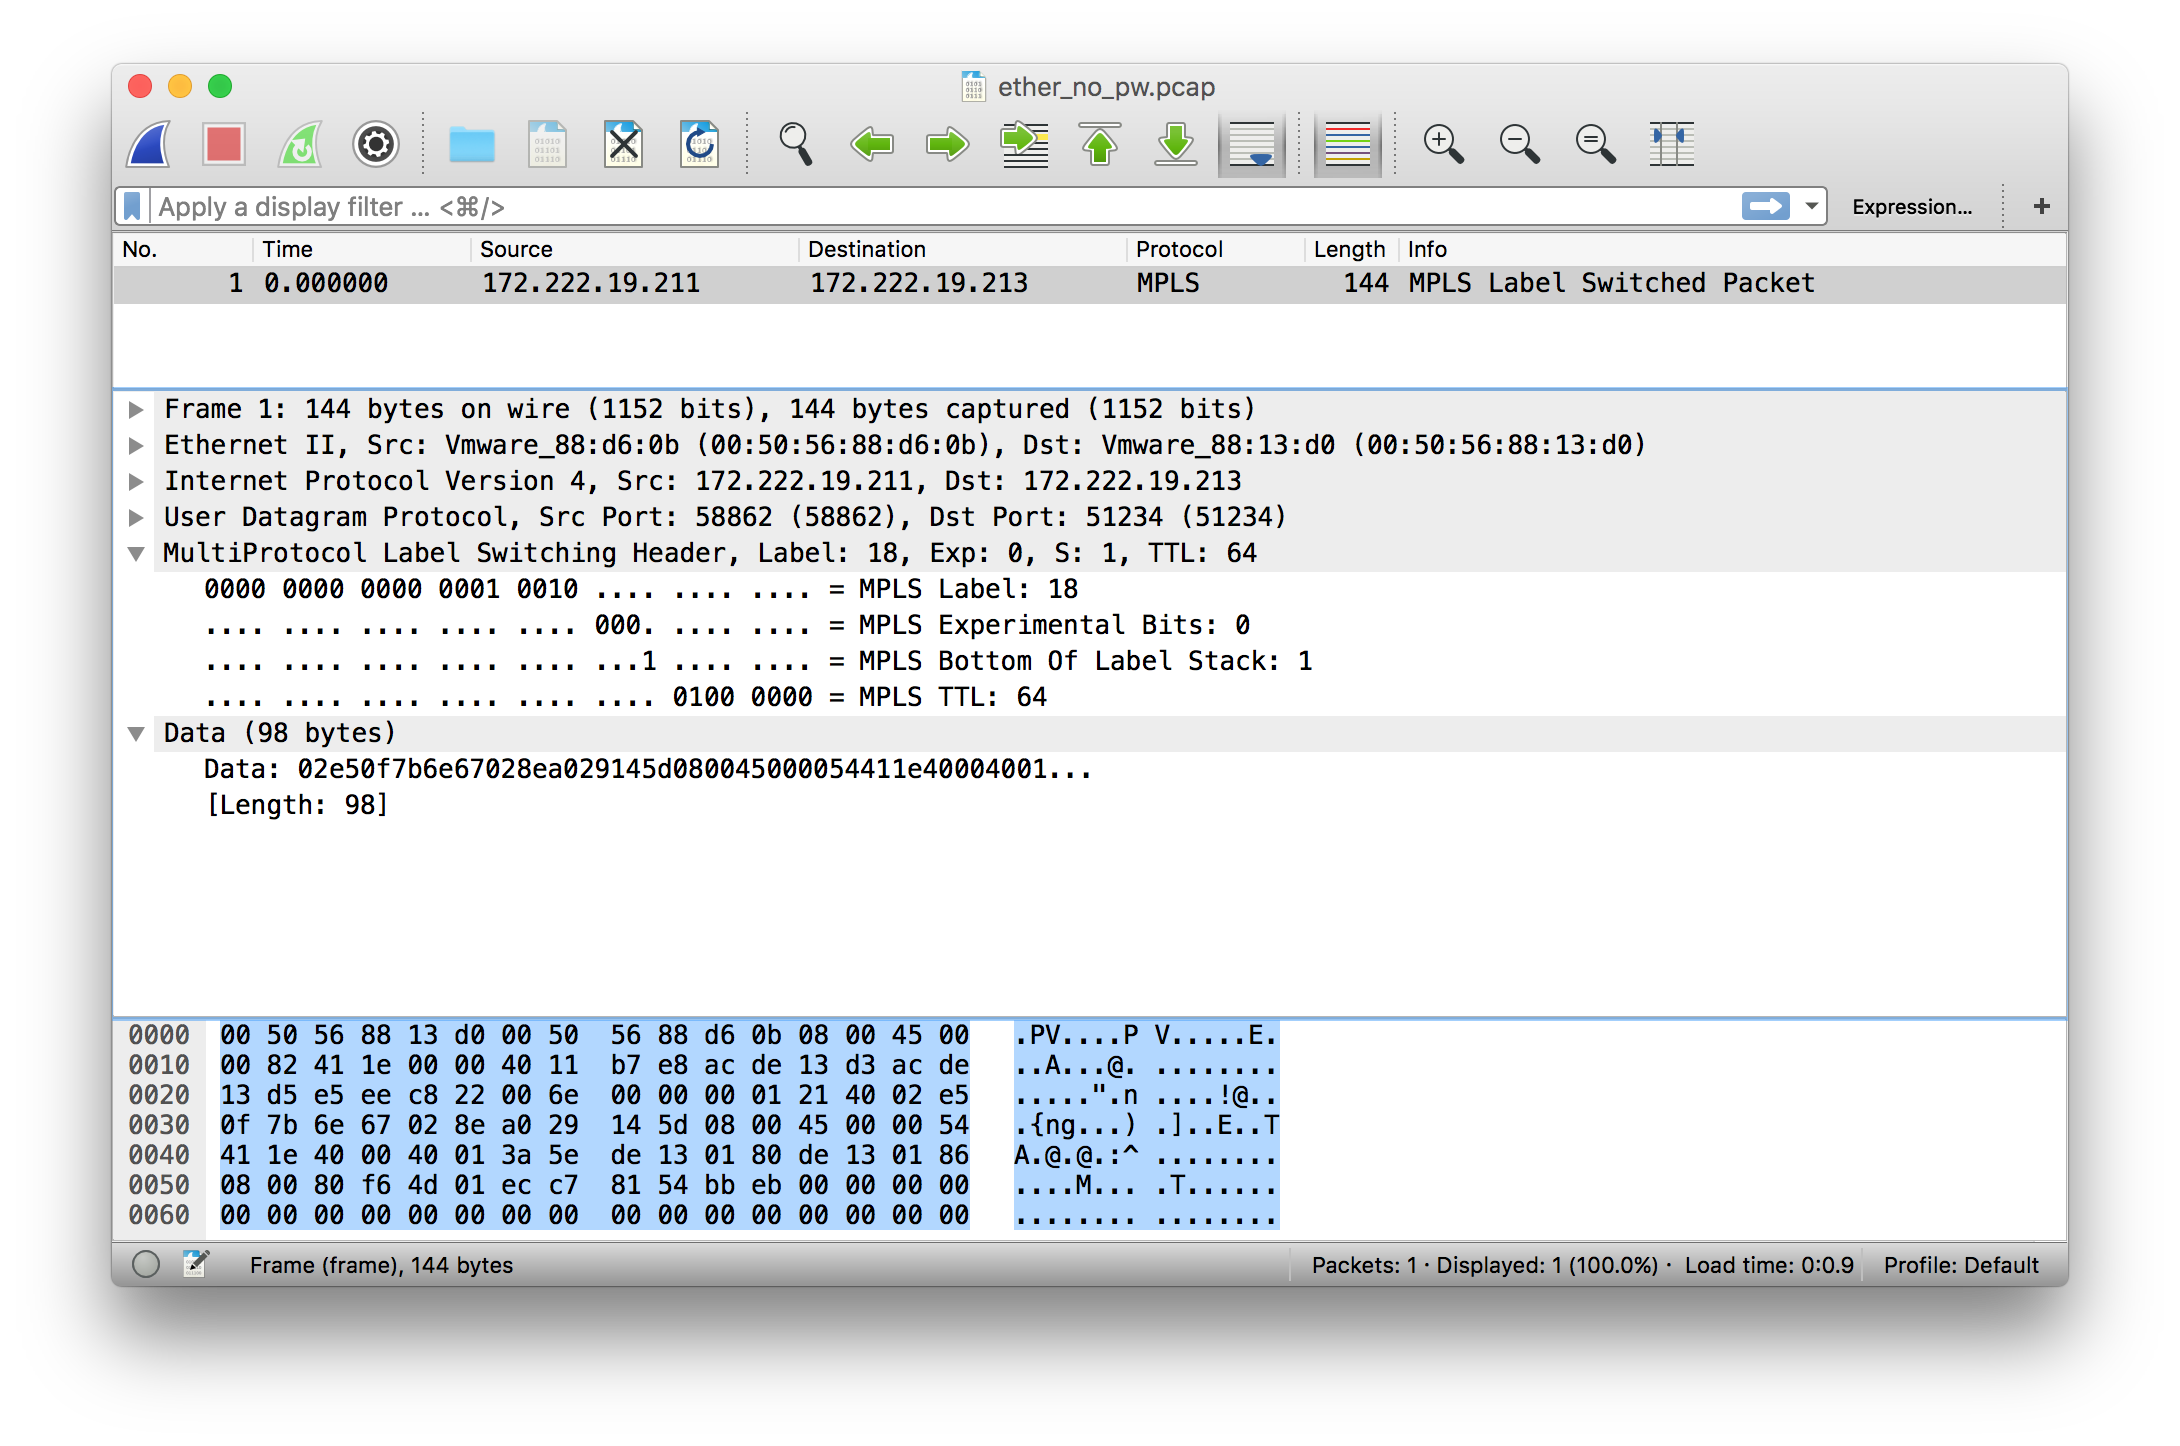 ether_no_pw.pcap
Apply a display filter ... <⌘/>
Expression...
+
No. Time Source Destination Protocol Length Info
1 0.000000 172.222.19.211 172.222.19.213 MPLS 144 MPLS Label Switched Packet
Frame 1: 144 bytes on wire (1152 bits), 144 bytes captured (1152 bits)
Ethernet II, Src: Vmware_88:d6:0b (00:50:56:88:d6:0b), Dst: Vmware_88:13:d0 (00:50:56:88:13:d0)
Internet Protocol Version 4, Src: 172.222.19.211, Dst: 172.222.19.213
User Datagram Protocol, Src Port: 58862 (58862), Dst Port: 51234 (51234)
MultiProtocol Label Switching Header, Label: 18, Exp: 0, S: 1, TTL: 64
0000 0000 0000 0001 0010 .... .... .... = MPLS Label: 18
.... .... .... .... .... 000. .... .... = MPLS Experimental Bits: 0
.... .... .... .... .... ...1 .... .... = MPLS Bottom Of Label Stack: 1
.... .... .... .... .... .... 0100 0000 = MPLS TTL: 64
Data (98 bytes)
Data: 02e50f7b6e67028ea029145d080045000054411e40004001...
[Length: 98]
0000 00 50 56 88 13 d0 00 50 56 88 d6 0b 08 00 45 00 .PV....P V.....E.
0010 00 82 41 1e 00 00 40 11 b7 e8 ac de 13 d3 ac de ..A...@. ........
0020 13 d5 e5 ee c8 22 00 6e 00 00 00 01 21 40 02 e5 .....".n ....!@..
0030 0f 7b 6e 67 02 8e a0 29 14 5d 08 00 45 00 00 54 .{ng...) .]..E..T
0040 41 1e 40 00 40 01 3a 5e de 13 01 80 de 13 01 86 A.@.@.:^ ........
0050 08 00 80 f6 4d 01 ec c7 81 54 bb eb 00 00 00 00 ....M... .T......
0060 00 00 00 00 00 00 00 00 00 00 00 00 00 00 00 00 ........ ........
Frame (frame), 144 bytes
Packets: 1 · Displayed: 1 (100.0%) · Load time: 0:0.9
Profile: Default